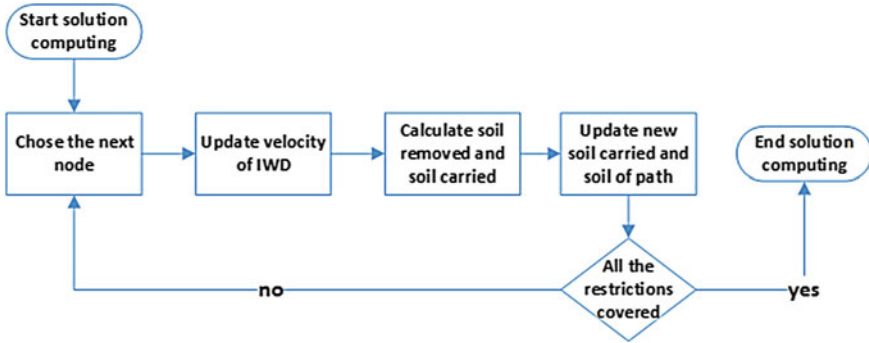 Start solution
computing
Chose the next
node
Update velocity
of IWD
Calculate soil
removed and
soil carried
Update new
soil carried and
soil of path
End solution
computing
All the
restrictions
covered
no
yes